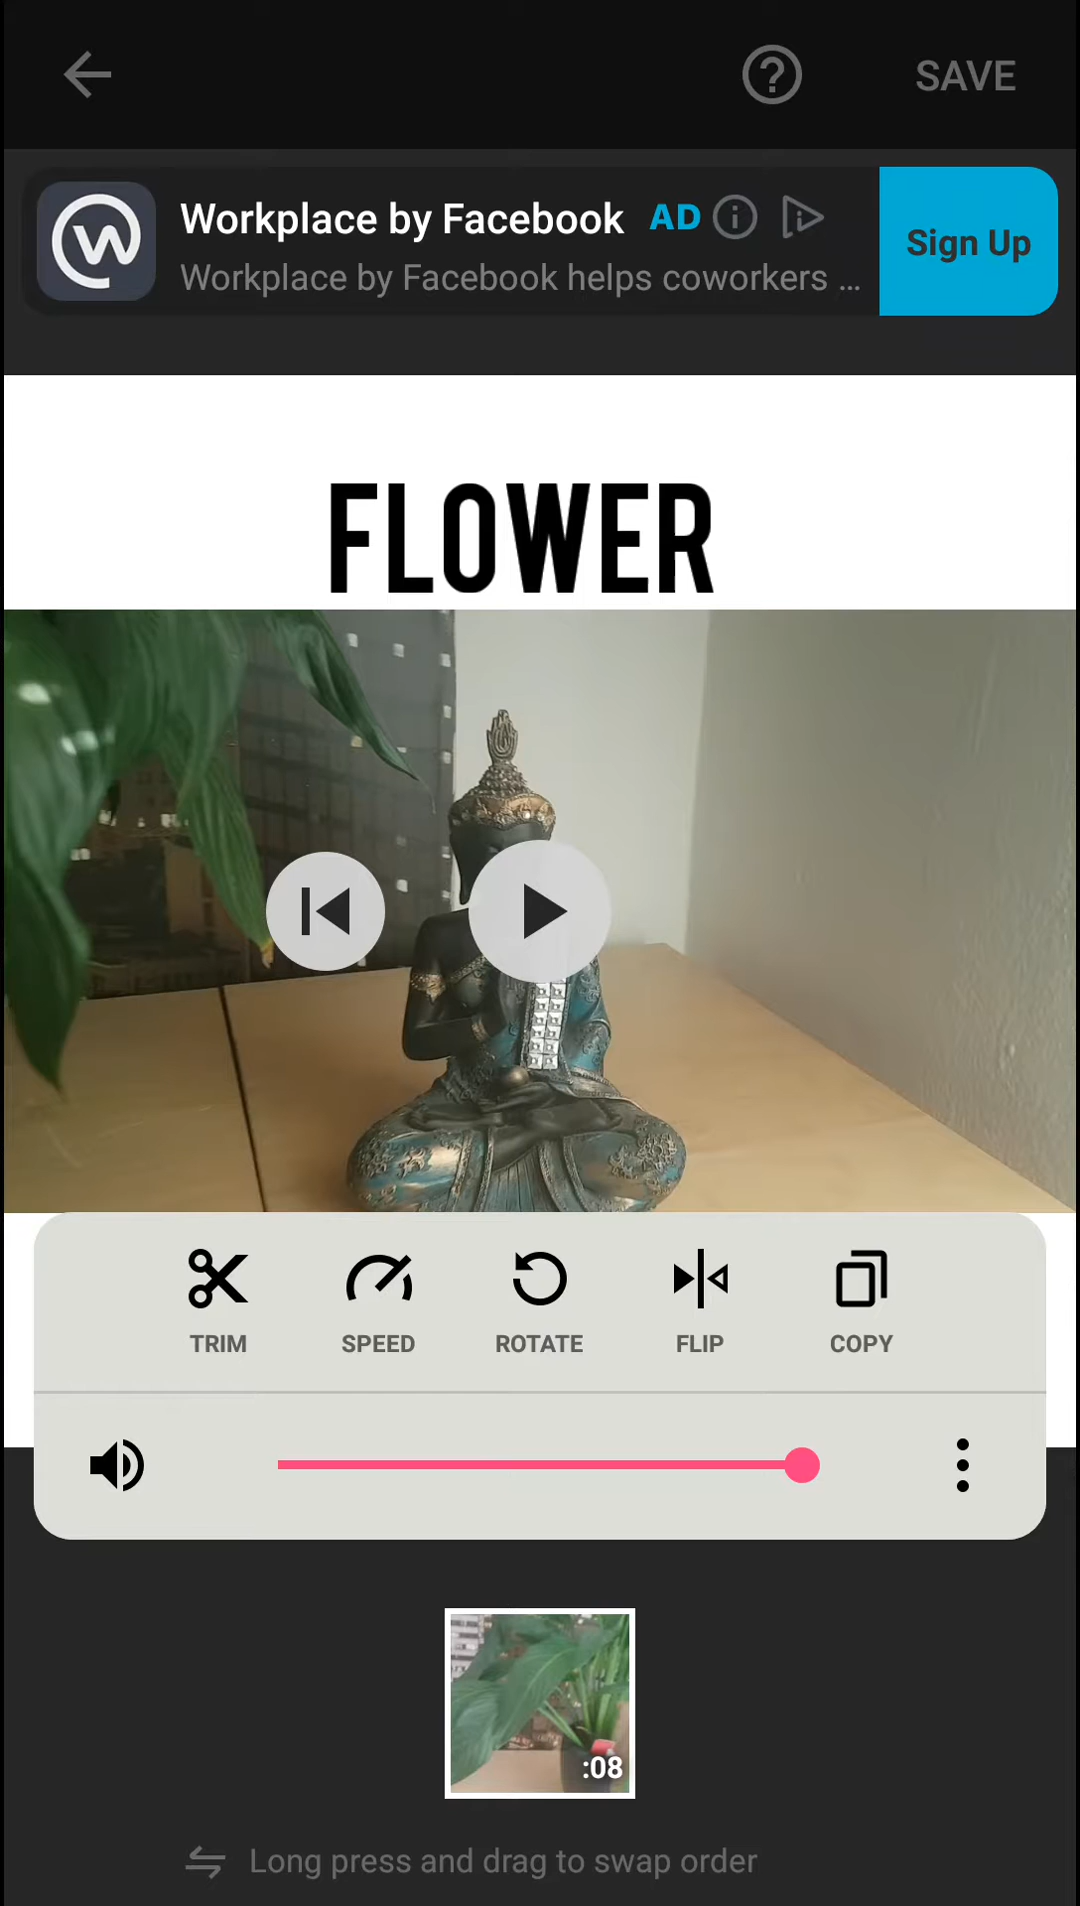 SAVE
Workplace by Facebook AD
Workplace by Facebook helps coworkers ...
Sign Up
FLOWER
TRIM SPEED ROTATE FLIP COPY
:08
Long press and drag to swap order